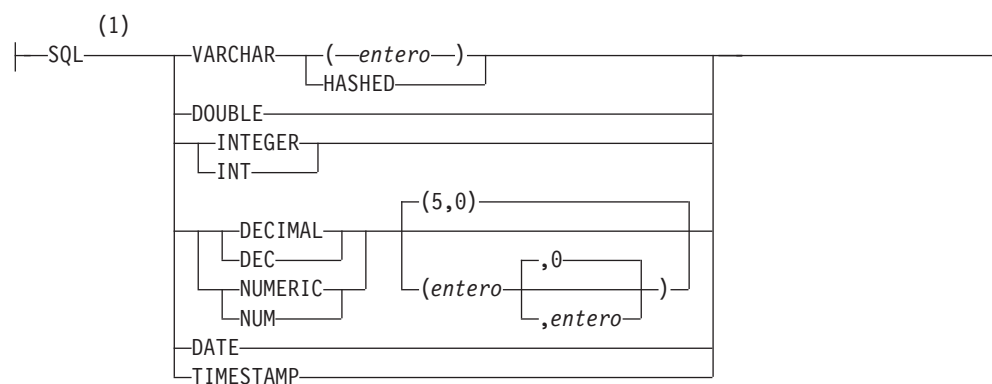 (1)
SQL VARCHAR ( entero )
HASHED
DOUBLE
INTEGER
INT
(5,0)
DECIMAL
DEC ,0
NUMERIC (entero )
NUM ,entero
DATE
TIMESTAMP